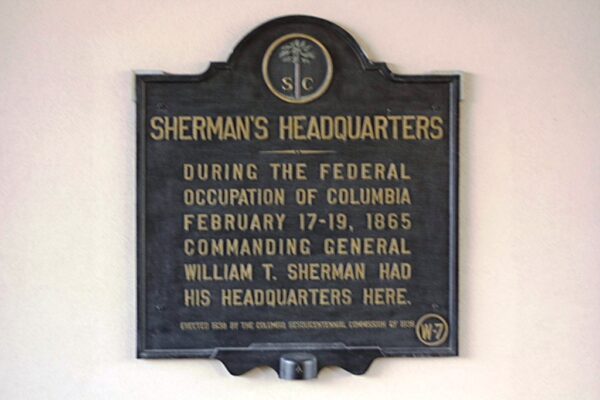 S C
SHERMAN'S HEADQUARTERS
DURING THE FEDERAL
OCCUPATION OF COLUMBIA
FEBRUARY 17-19, 1865
COMMANDING GENERAL
WILLIAM T. SHERMAN HAD
HIS HEADQUARTERS HERE.
ERECTED 1936 BY THE COLUMBIA SESQUICENTENNIAL COMMISSION OF 1936
W-7